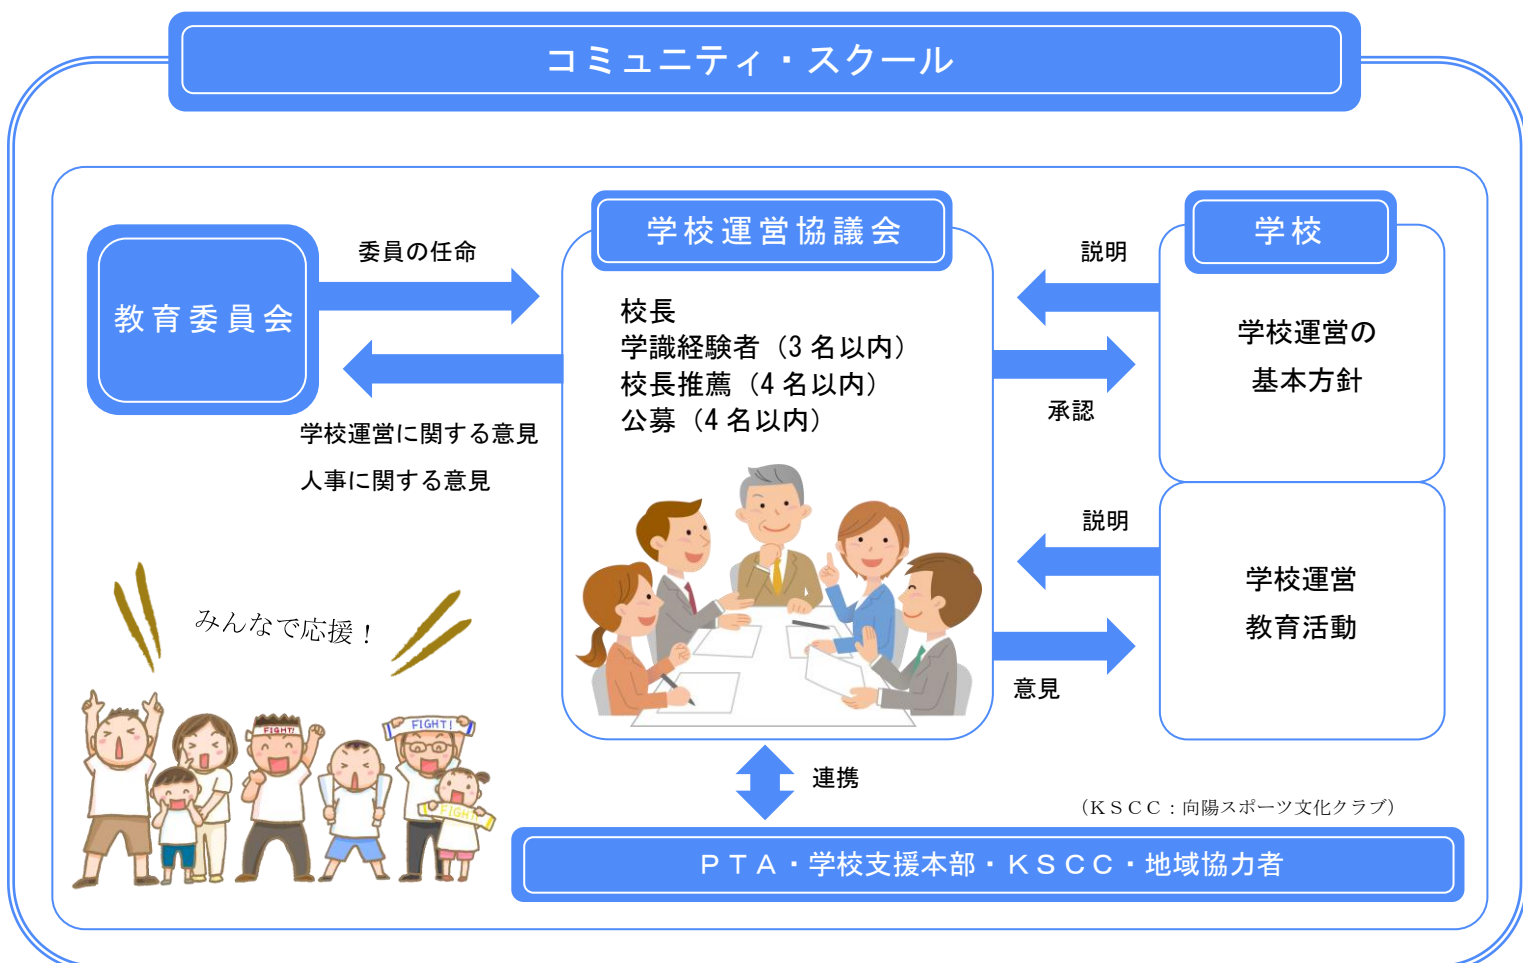 コミュニティ・スクール
教育委員会
委員の任命
学校運営に関する意見
人事に関する意見
学校運営協議会
校長
学識経験者（3名以内）
校長推薦（4名以内）
公募（4名以内）
学校
説明
承認
学校運営の
基本方針
説明
意見
学校運営
教育活動
みんなで応援！
FIGHT!
FIGHT!
FIGHT!
連携
（ＫＳＣＣ：向陽スポーツ文化クラブ）
ＰＴＡ・学校支援本部・ＫＳＣＣ・地域協力者